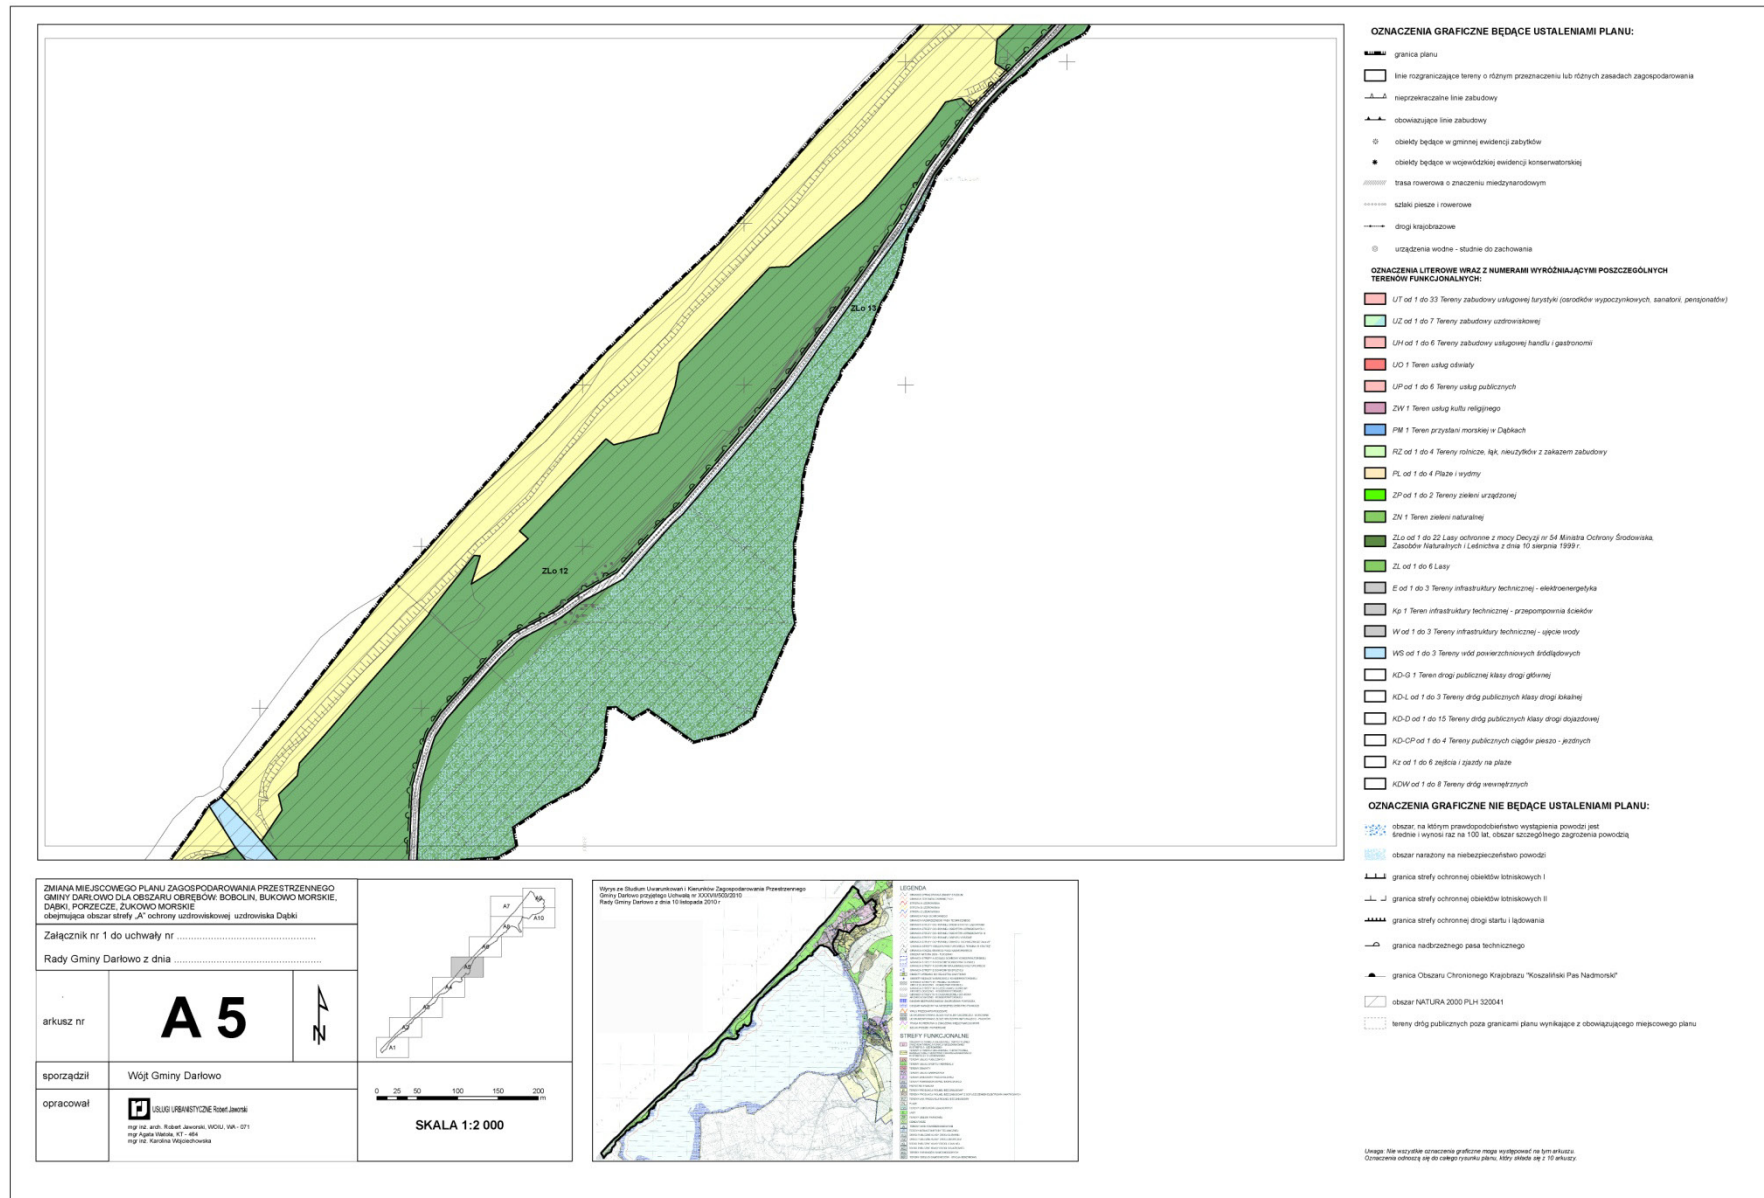 ZLo 13
ZLo 12
OZNACZENIA GRAFICZNE BĘDĄCE USTALENIAMI PLANU:
granica planu
linie rozgraniczające tereny o różnym przeznaczeniu lub różnych zasadach zagospodarowania
nieprzekraczalne linie zabudowy
obowiązujące linie zabudowy
obiekty będące w gminnej ewidencji zabytków
obiekty będące w wojewódzkiej ewidencji konserwatorskiej
trasa rowerowa o znaczeniu miedzynarodowym
szlaki piesze i rowerowe
drogi krajobrazowe
urządzenia wodne - studnie do zachowania
OZNACZENIA LITEROWE WRAZ Z NUMERAMI WYRÓŻNIAJĄCYMI POSZCZEGÓLNYCH
TERENÓW FUNKCJONALNYCH:
UT od 1 do 33 Tereny zabudowy usługowej turystyki (osrodków wypoczynkowych, sanatorii, pensjonatów)
UZ od 1 do 7 Tereny zabudowy uzdrowiskowej
UH od 1 do 6 Tereny zabudowy usługowej handlu i gastronomii
UO 1 Teren usług oświaty
UP od 1 do 6 Tereny usług publicznych
ZW 1 Teren usług kultu religijnego
PM 1 Teren przystani morskiej w Dąbkach
RZ od 1 do 4 Tereny rolnicze, łąk, nieużytków z zakazem zabudowy
PL od 1 do 4 Plaże i wydmy
ZP od 1 do 2 Tereny zieleni urządzonej
ZN 1 Teren zieleni naturalnej
ZLo od 1 do 22 Lasy ochronne z mocy Decyzji nr 54 Ministra Ochrony Środowiska,
Zasobów Naturalnych i Leśnictwa z dnia 10 sierpnia 1999 r.
ZL od 1 do 6 Lasy
E od 1 do 3 Tereny infrastruktury technicznej - elektroenergetyka
Kp 1 Teren infrastruktury technicznej - przepompownia ścieków
W od 1 do 3 Tereny infrastruktury technicznej - ujęcie wody
WS od 1 do 3 Tereny wód powierzchniowych śródlądowych
KD-G 1 Teren drogi publicznej klasy drogi głównej
KD-L od 1 do 3 Tereny dróg publicznych klasy drogi lokalnej
KD-D od 1 do 15 Tereny dróg publicznych klasy drogi dojazdowej
KD-CP od 1 do 4 Tereny publicznych ciągów pieszo - jezdnych
Kz od 1 do 6 zejścia i zjazdy na plaże
KDW od 1 do 8 Tereny dróg wewnętrznych
OZNACZENIA GRAFICZNE NIE BĘDĄCE USTALENIAMI PLANU:
obszar, na którym prawdopodobieństwo wystąpienia powodzi jest
średnie i wynosi raz na 100 lat, obszar szczególnego zagrożenia powodzią
obszar narażony na niebezpieczeństwo powodzi
granica strefy ochronnej obiektów lotniskowych I
granica strefy ochronnej obiektów lotniskowych II
granica strefy ochronnej drogi startu i lądowania
granica nadbrzeżnego pasa technicznego
granica Obszaru Chronionego Krajobrazu "Koszaliński Pas Nadmorski"
obszar NATURA 2000 PLH 320041
tereny dróg publicznych poza granicami planu wynikające z obowiązującego miejscowego planu
Uwaga: Nie wszystkie oznaczenia graficzne mogą występować na tym arkuszu.
Oznaczenia odnoszą się do całego rysunku planu, który składa się z 10 arkuszy.
ZMIANA MIEJSCOWEGO PLANU ZAGOSPODAROWANIA PRZESTRZENNEGO
GMINY DARŁOWO DLA OBSZARU OBRĘBÓW: BOBOLIN, BUKOWO MORSKIE,
DĄBKI, PORZECZE, ŻUKOWO MORSKIE
obejmująca obszar strefy „A" ochrony uzdrowiskowej uzdrowiska Dąbki
Załącznik nr 1 do uchwały nr
Rady Gminy Darłowo z dnia
arkusz nr
A 5
N
sporządził
Wójt Gminy Darłowo
opracował
USŁUGI URBANISTYCZNE Robert Jaworski
mgr inż. arch. Robert Jaworski, WOIU, WA - 071
mgr Agata Watoła, KT - 464
mgr inż. Karolina Wojciechowska
A9
A7
A10
A8
A6
A5
A4
A3
A2
A1
0 25 50 100 150 200
m
SKALA 1:2 000
Wyrys ze Studium Uwarunkowań i Kierunków Zagospodarowania Przestrzennego
Gminy Darłowo przyjętego Uchwałą nr XXXVII/503/2010
Rady Gminy Darłowo z dnia 10 listopada 2010 r
LEGENDA
STREFY FUNKCJONALNE